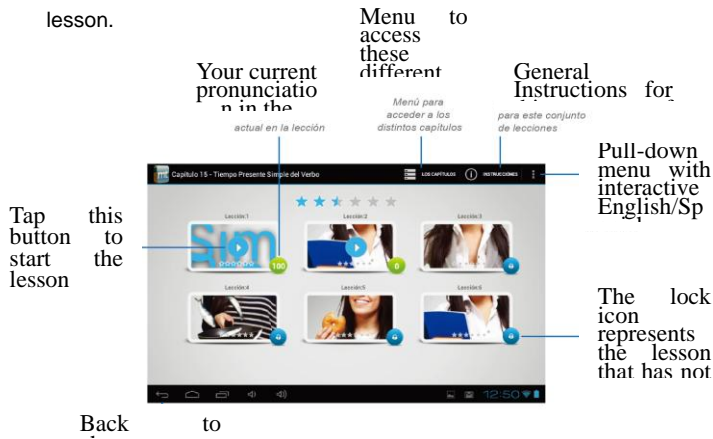 lesson.
Menu to
access
these
different
Your current
pronunciatio
n in the
General
Instructions for
actual en la lección
Menú para
acceder a los
distintos capítulos
para este conjunto
de lecciones
Pull-down
menu with
interactive
English/Sp
Capítulo 15 - Tiempo Presente Simple del Verbo
LOS CAPÍTULOS
INSTRUCCIONES
Tap this
button to
start the
lesson
Lección:1
Lección:2
Lección:3
Sim
100
0
Lección:4
Lección:5
Lección:6
The lock
icon
represents
the lesson
that has not
12:50
Back to